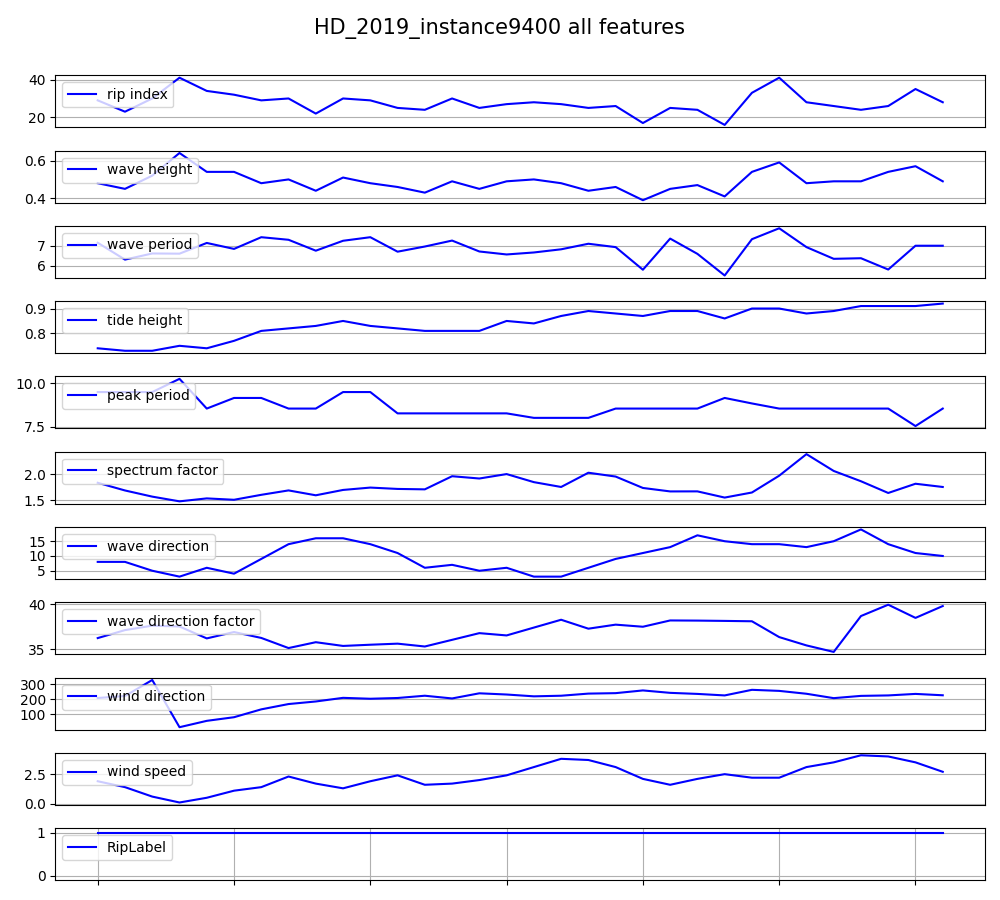 HD_2019_instance9400 all features
40
20
rip index
0.6
0.4
wave height
7
6
wave period
0.9
0.8
tide height
10.0
7.5
peak period
2.0
1.5
spectrum factor
15
10
5
wave direction
40
35
wave direction factor
300
200
100
wind direction
2.5
0.0
wind speed
1
0
RipLabel